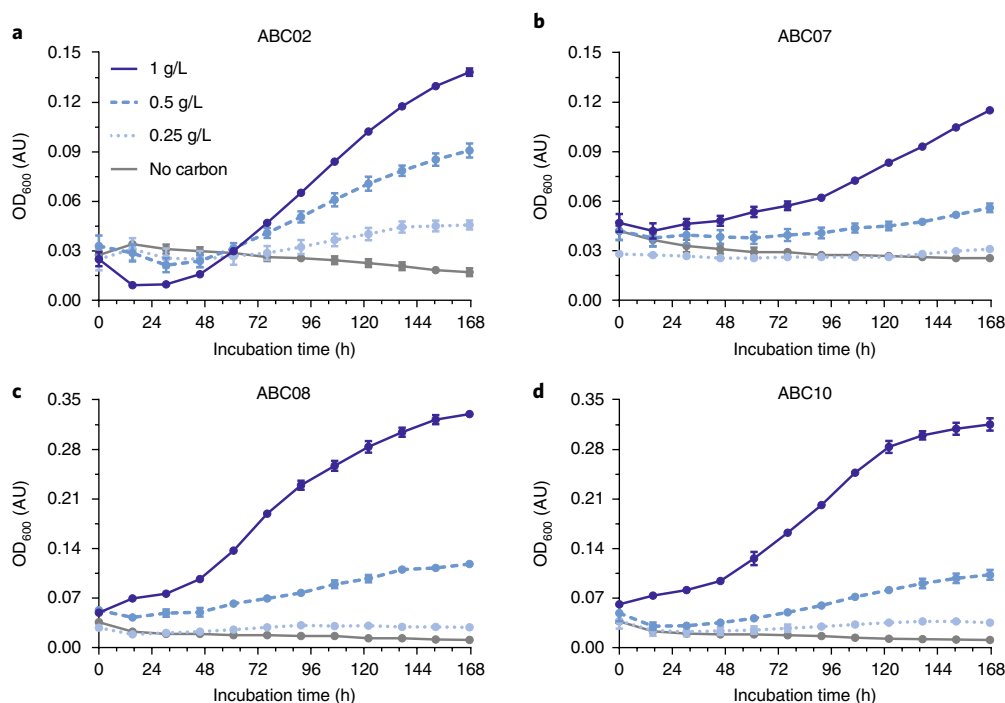 a
ABC02
0.15
0.12
0.09
0.06
0.03
0.00
OD600 (AU)
1 g/L
0.5 g/L
0.25 g/L
No carbon
0 24 48 72 96 120 144 168
Incubation time (h)
b
ABC07
0.15
0.12
0.09
0.06
0.03
0.00
OD600 (AU)
0 24 48 72 96 120 144 168
Incubation time (h)
c
ABC08
0.35
0.28
0.21
0.14
0.07
0.00
OD600 (AU)
0 24 48 72 96 120 144 168
Incubation time (h)
d
ABC10
0.35
0.28
0.21
0.14
0.07
0.00
OD600 (AU)
0 24 48 72 96 120 144 168
Incubation time (h)